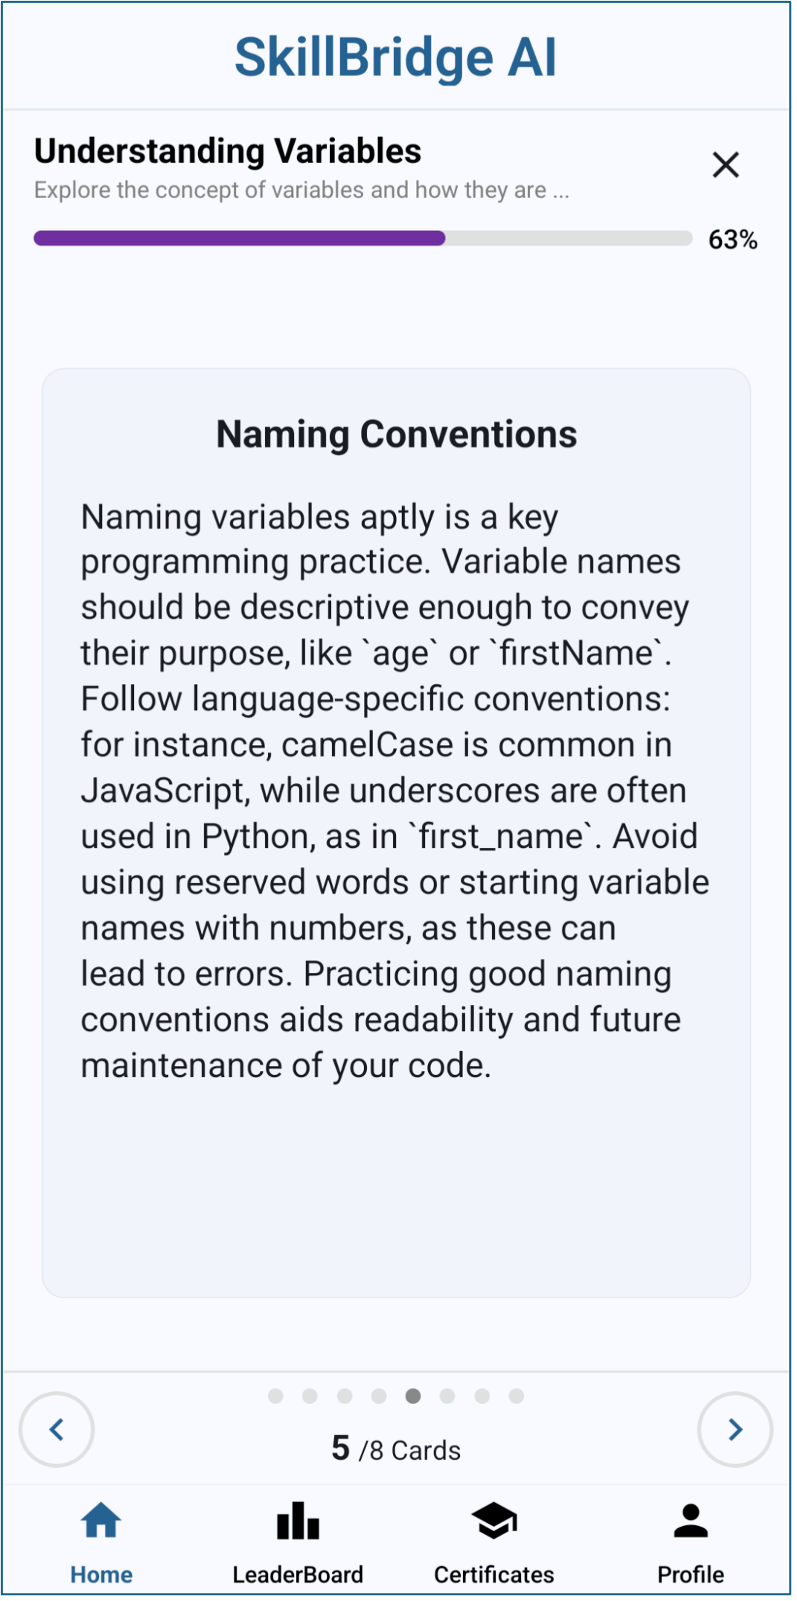 SkillBridge AI
Understanding Variables
Explore the concept of variables and how they are ...
63%
Naming Conventions
Naming variables aptly is a key
programming practice. Variable names
should be descriptive enough to convey
their purpose, like `age` or `firstName`.
Follow language-specific conventions:
for instance, camelCase is common in
JavaScript, while underscores are often
used in Python, as in `first_name`. Avoid
using reserved words or starting variable
names with numbers, as these can
lead to errors. Practicing good naming
conventions aids readability and future
maintenance of your code.
5 /8 Cards
Home LeaderBoard Certificates Profile